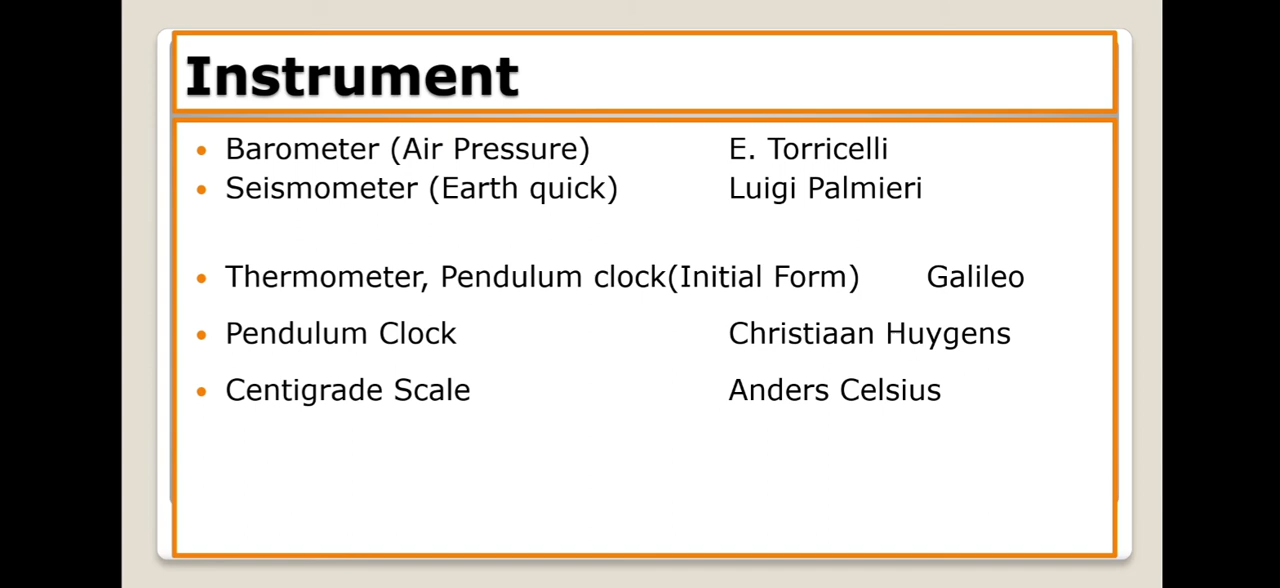 Instrument
• Barometer (Air Pressure) E. Torricelli
• Seismometer (Earth quick) Luigi Palmieri
• Thermometer, Pendulum clock(Initial Form) Galileo
• Pendulum Clock Christiaan Huygens
• Centigrade Scale Anders Celsius